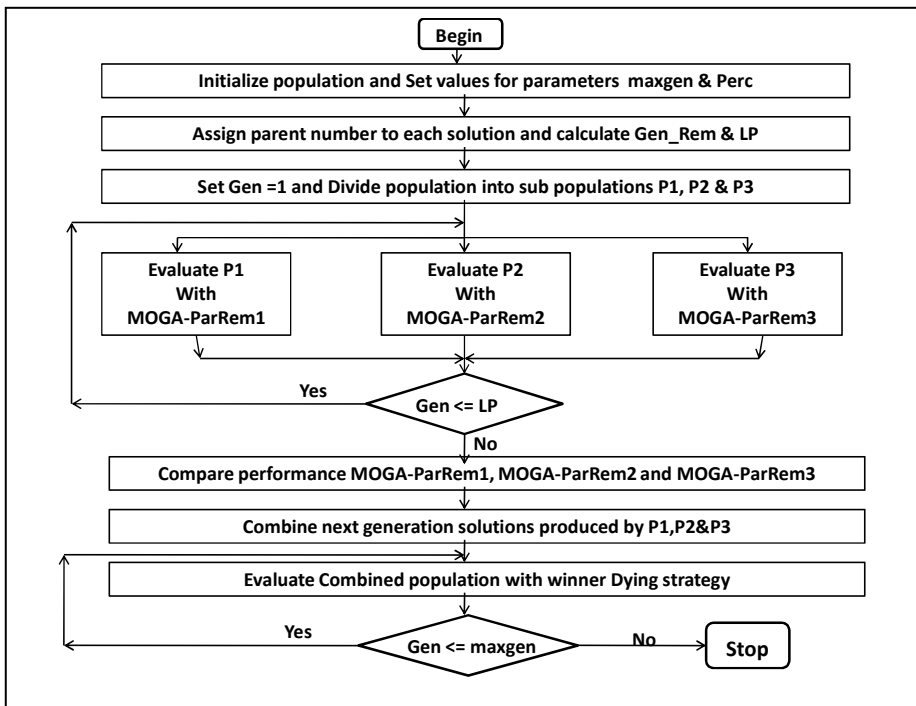 Begin
Initialize population and Set values for parameters maxgen & Perc
Assign parent number to each solution and calculate Gen_Rem & LP
Set Gen =1 and Divide population into sub populations P1, P2 & P3
Evaluate P1
With
MOGA-ParRem1
Evaluate P2
With
MOGA-ParRem2
Evaluate P3
With
MOGA-ParRem3
Yes
Gen <= LP
No
Compare performance MOGA-ParRem1, MOGA-ParRem2 and MOGA-ParRem3
Combine next generation solutions produced by P1,P2&P3
Evaluate Combined population with winner Dying strategy
Yes
Gen <= maxgen
No
Stop